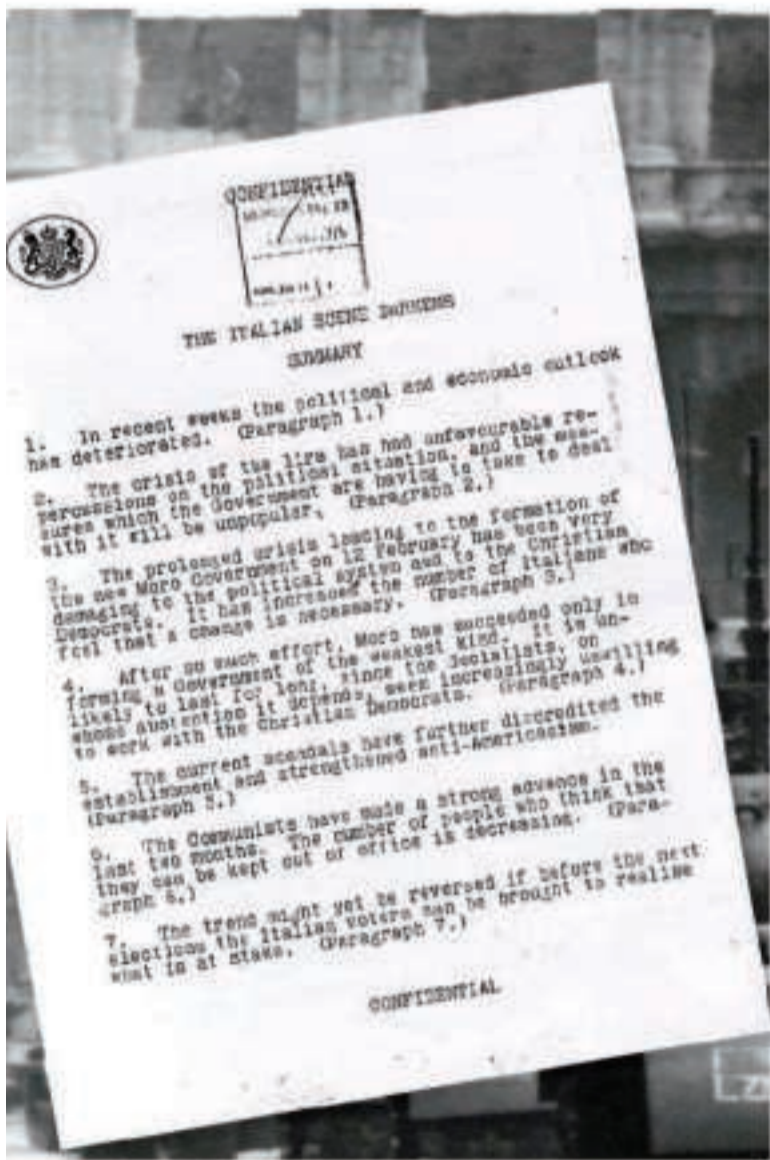 CONFIDENTIAL
THE ITALIAN SCENE DARKENS
SUMMARY
1. In recent weeks the political and economic outlook
has deteriorated. (Paragraph 1.)
2. The crisis of the lira has had unfavourable re-
percussions on the political situation, and the mea-
sures which the Government are having to take to deal
with it will be unpopular. (Paragraph 2.)
3. The prolonged crisis leading to the formation of
the new Moro Government on 12 February has been very
damaging to the political system and to the Christian
Democrats. It has increased the number of Italians who
feel that a change is necessary. (Paragraph 3.)
4. After so much effort, Moro has succeeded only in
forming a Government of the weakest kind. It is un-
likely to last for long, since the Socialists, on
whose abstention it depends, seem increasingly unwilling
to work with the Christian Democrats. (Paragraph 4.)
5. The current scandals have further discredited the
establishment and strengthened anti-Americanism.
(Paragraph 5.)
6. The Communists have made a strong advance in the
last two months. The number of people who think that
they can be kept out of office is decreasing. (Para-
graph 6.)
7. The trend might yet be reversed if before the next
elections the Italian voters can be brought to realise
what is at stake. (Paragraph 7.)
CONFIDENTIAL